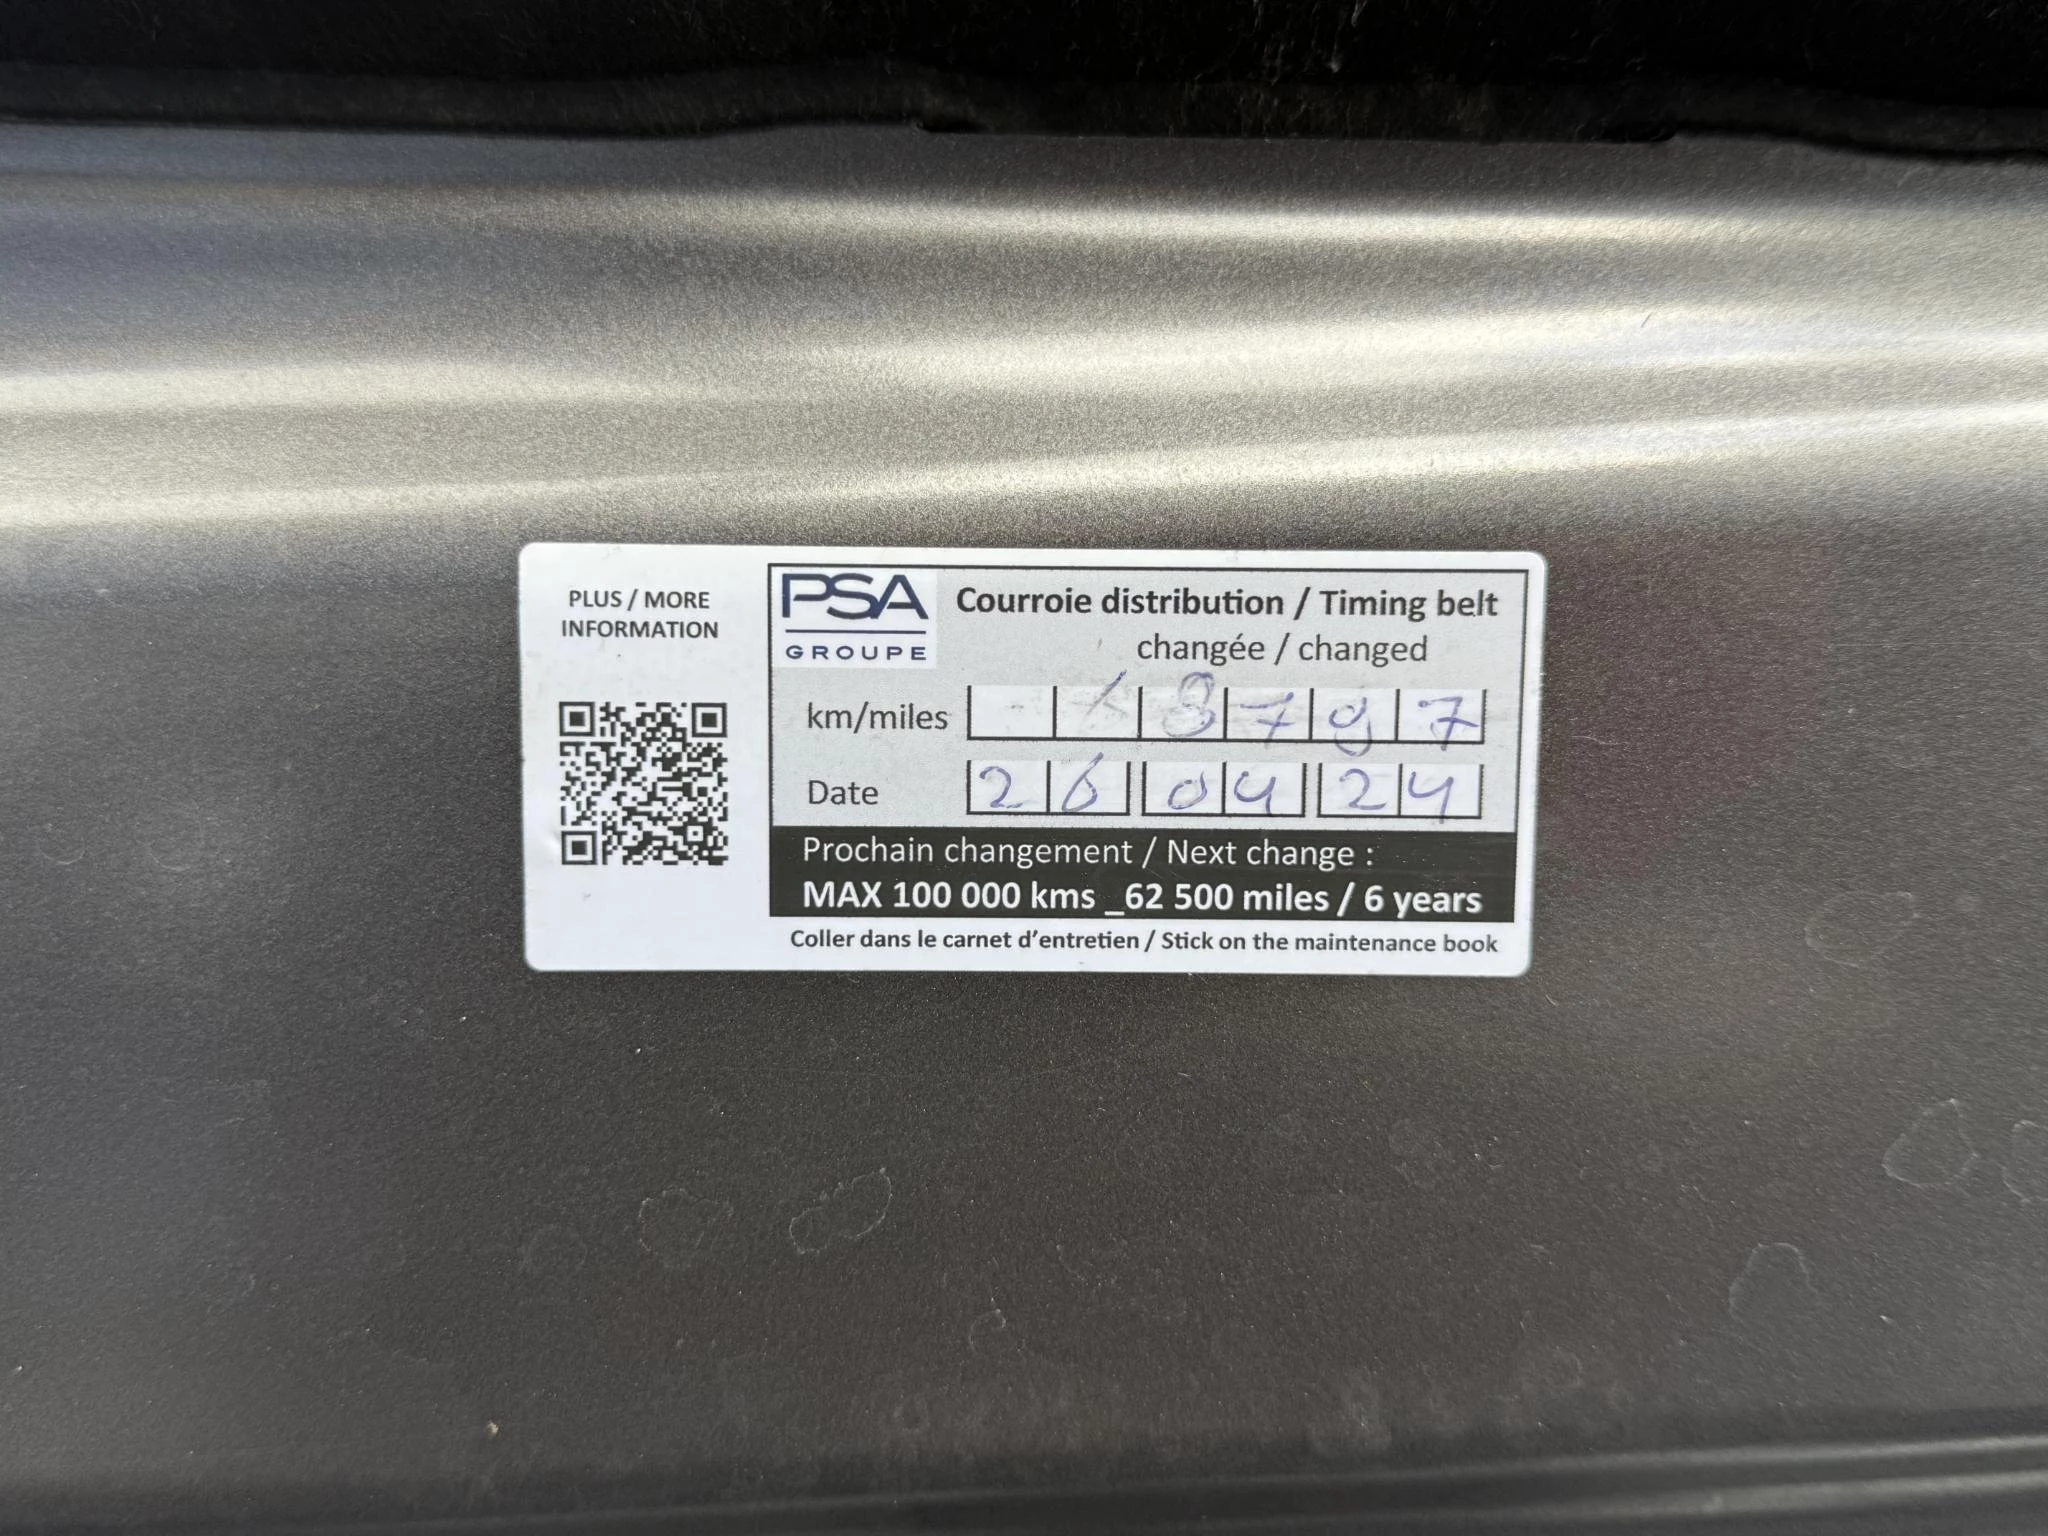 PLUS / MORE
INFORMATION
PSA
GROUPE
Courroie distribution / Timing belt
changée / changed
km/miles
Date 26 04 24
Prochain changement / Next change :
MAX 100 000 kms _62 500 miles / 6 years
Coller dans le carnet d'entretien / Stick on the maintenance book